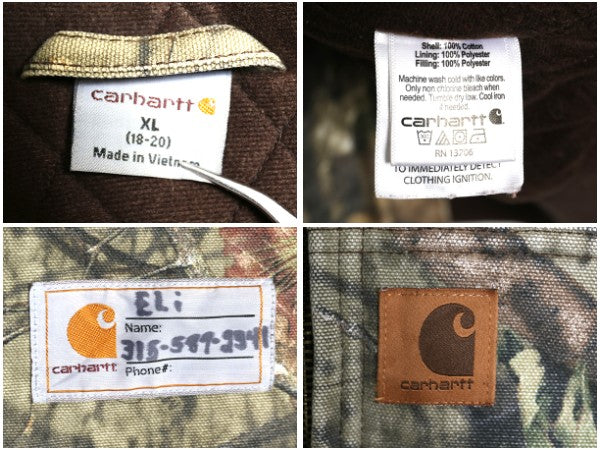 carhartt
XL
(18-20)
Made in Vietnam
Shell: 100% Cotton
Lining: 100% Polyester
Filling: 100% Polyester
Machine wash cold with like colors.
Only non chlorine bleach when
needed. Tumble dry low. Cool iron
if needed.
carhartt
RN 13706
TO IMMEDIATELY DETECT
CLOTHING IGNITION.
ELi
Name:
315-
carhartt
Phone#:
carhartt